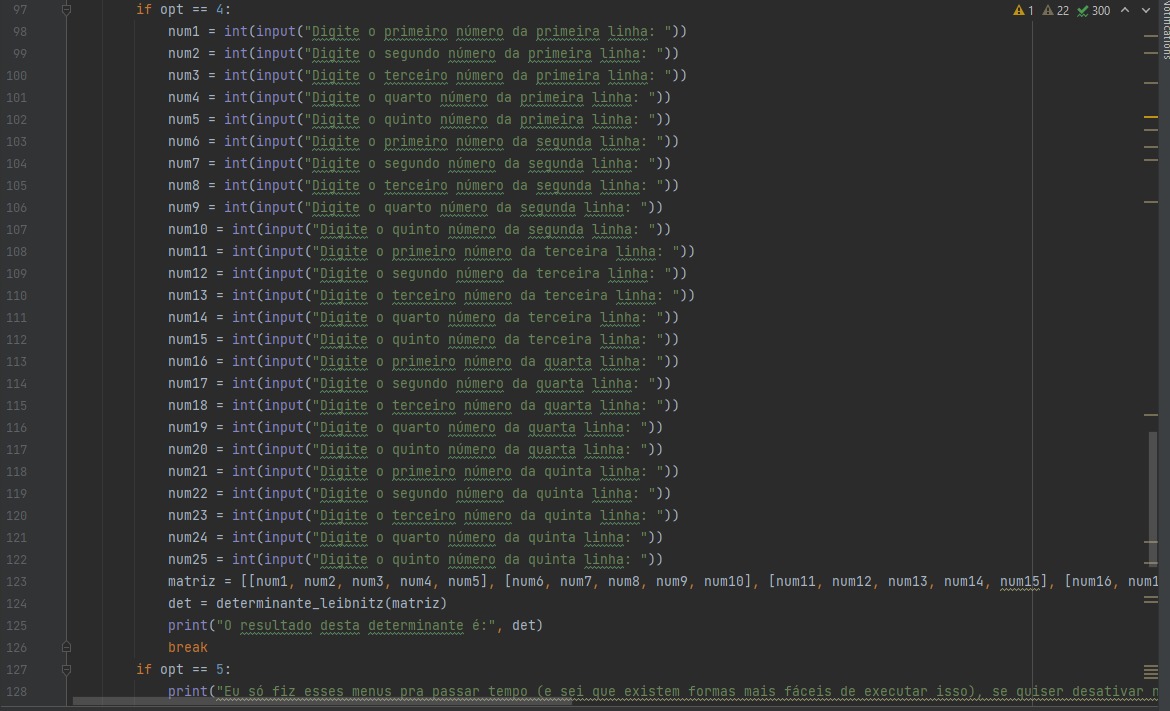 1 22 300
Notifications
97 if opt == 4:
98 num1 = int(input("Digite o primeiro número da primeira linha: "))
99 num2 = int(input("Digite o segundo número da primeira linha: "))
100 num3 = int(input("Digite o terceiro número da primeira linha: "))
101 num4 = int(input("Digite o quarto número da primeira linha: "))
102 num5 = int(input("Digite o quinto número da primeira linha: "))
103 num6 = int(input("Digite o primeiro número da segunda linha: "))
104 num7 = int(input("Digite o segundo número da segunda linha: "))
105 num8 = int(input("Digite o terceiro número da segunda linha: "))
106 num9 = int(input("Digite o quarto número da segunda linha: "))
107 num10 = int(input("Digite o quinto número da segunda linha: "))
108 num11 = int(input("Digite o primeiro número da terceira linha: "))
109 num12 = int(input("Digite o segundo número da terceira linha: "))
110 num13 = int(input("Digite o terceiro número da terceira linha: "))
111 num14 = int(input("Digite o quarto número da terceira linha: "))
112 num15 = int(input("Digite o quinto número da terceira linha: "))
113 num16 = int(input("Digite o primeiro número da quarta linha: "))
114 num17 = int(input("Digite o segundo número da quarta linha: "))
115 num18 = int(input("Digite o terceiro número da quarta linha: "))
116 num19 = int(input("Digite o quarto número da quarta linha: "))
117 num20 = int(input("Digite o quinto número da quarta linha: "))
118 num21 = int(input("Digite o primeiro número da quinta linha: "))
119 num22 = int(input("Digite o segundo número da quinta linha: "))
120 num23 = int(input("Digite o terceiro número da quinta linha: "))
121 num24 = int(input("Digite o quarto número da quinta linha: "))
122 num25 = int(input("Digite o quinto número da quinta linha: "))
123 matriz = [[num1, num2, num3, num4, num5], [num6, num7, num8, num9, num10], [num11, num12, num13, num14, num15], [num16, num1
124 det = determinante_leibnitz(matriz)
125 print("O resultado desta determinante é:", det)
126 break
127 if opt == 5:
128 print("Eu só fiz esses menus pra passar tempo (e sei que existem formas mais fáceis de executar isso), se quiser desativar n